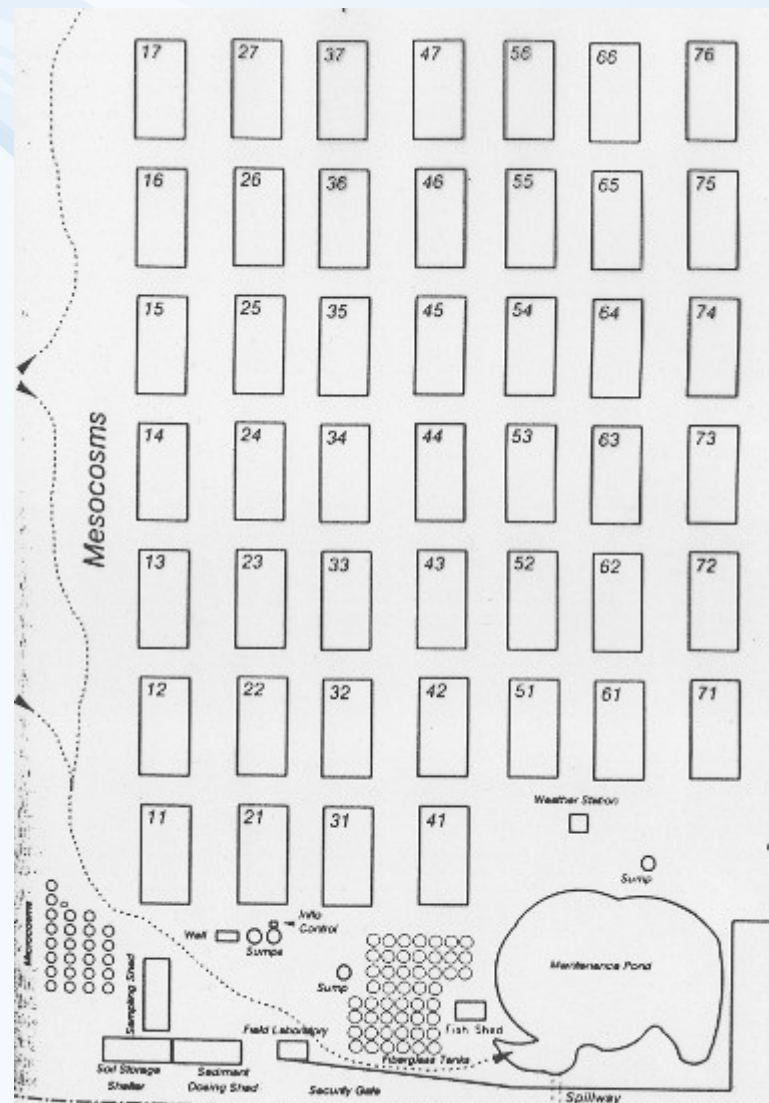 17 27 37 47 56 66 76
16 26 36 46 55 65 75
15 25 35 45 54 64 74
Mesocosms
14 24 34 44 53 63 73
13 23 33 43 52 62 72
12 22 32 42 51 61 71
Weather Station
11 21 31 41
Sump
Microcosms
Inflo
Control
Well
Sumps
Sampling Shed
Sump
Maintenance Pond
Field Laboratory
Fish Shed
Fiberglass Tanks
Soil Storage
Shelter
Sediment
Dosing Shed
Security Gate
Spillway